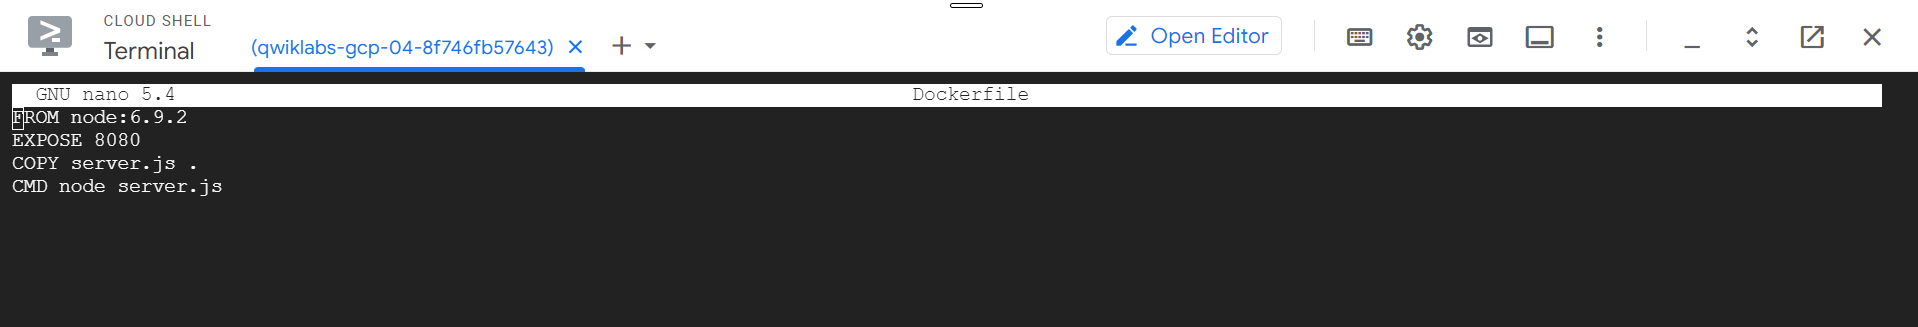 CLOUD SHELL
Terminal
(qwiklabs-gcp-04-8f746fb57643)
Open Editor
GNU nano 5.4 Dockerfile
FROM node:6.9.2
EXPOSE 8080
COPY server.js .
CMD node server.js